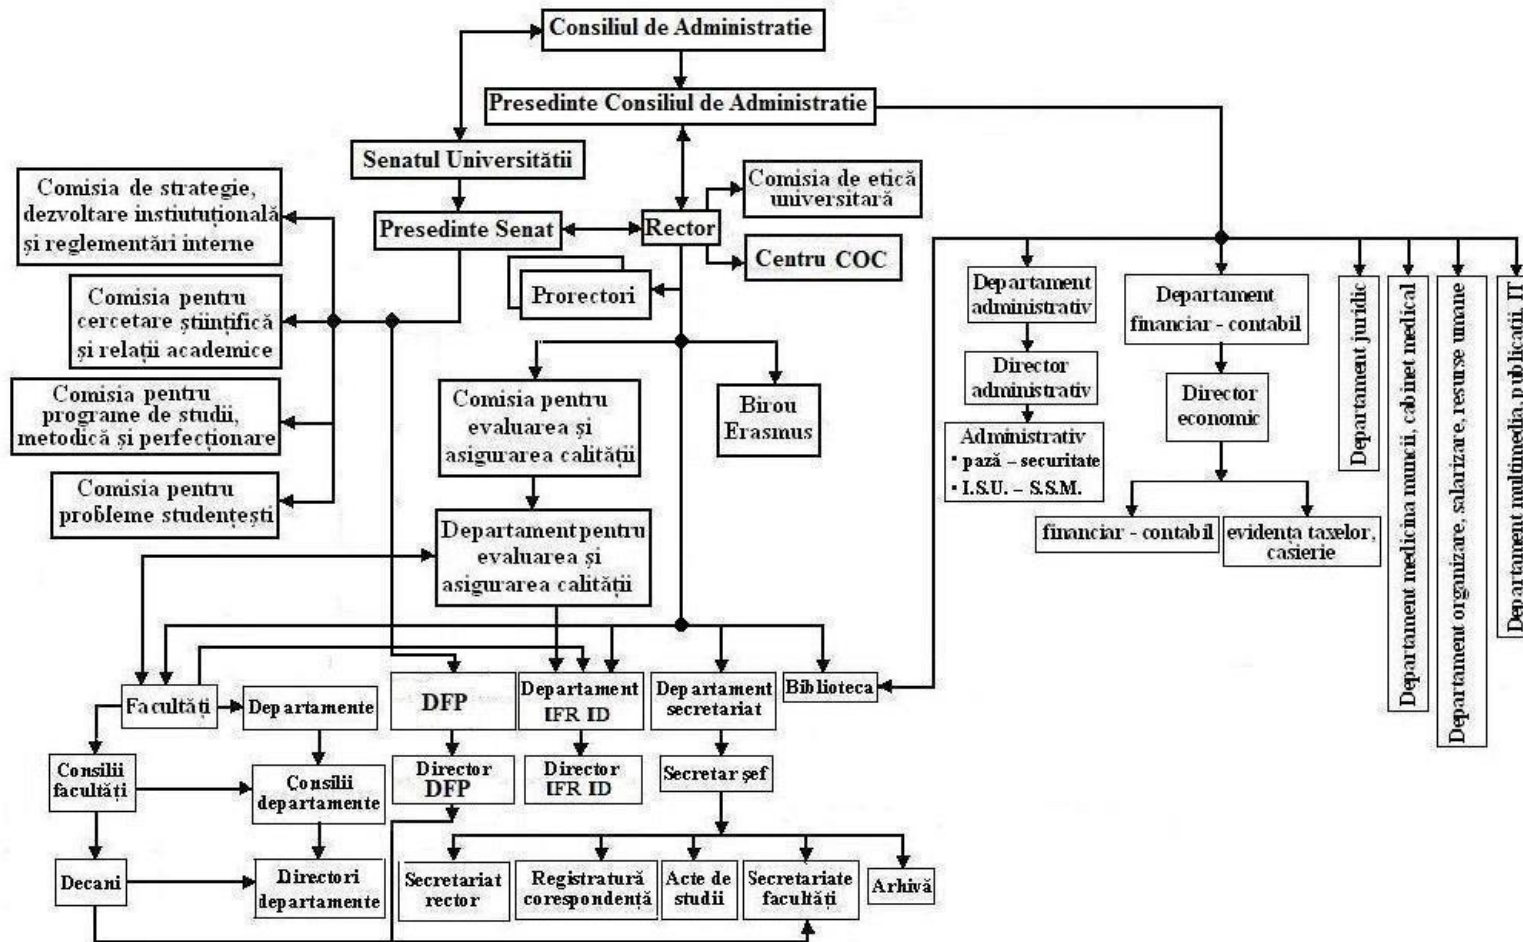 Consiliul de Administratie
Presedinte Consiliul de Administratie
Senatul Universitătii
Comisia de strategie,
dezvoltare instiutuțională
și reglementări interne
Comisia de etică
universitară
Presedinte Senat
Rector
Centru COC
Prorectori
Comisia pentru
cercetare științifică
și relații academice
Comisia pentru
programe de studii,
metodică și perfecționare
Comisia pentru
probleme studențești
Comisia pentru
evaluarea și
asigurarea calității
Birou
Erasmus
Departament pentru
evaluarea și
asigurarea calității
Departament
administrativ
Director
administrativ
Administrativ
• pază – securitate
• I.S.U. – S.S.M.
Departament
financiar - contabil
Director
economic
financiar - contabil
evidența taxelor,
casierie
Departament juridic
Departament medicina muncii, cabinet medical
Departament organizare, salarizare, resurse umane
Departament multimedia, publicatii, IT
Facultăți
Departamente
DFP
Departament
IFR ID
Departament
secretariat
Biblioteca
Consilii
facultăți
Consilii
departamente
Director
DFP
Director
IFR ID
Secretar șef
Decani
Directori
departamente
Secretariat
rector
Registratură
corespondență
Acte de
studii
Secretariate
facultăți
Arhivă